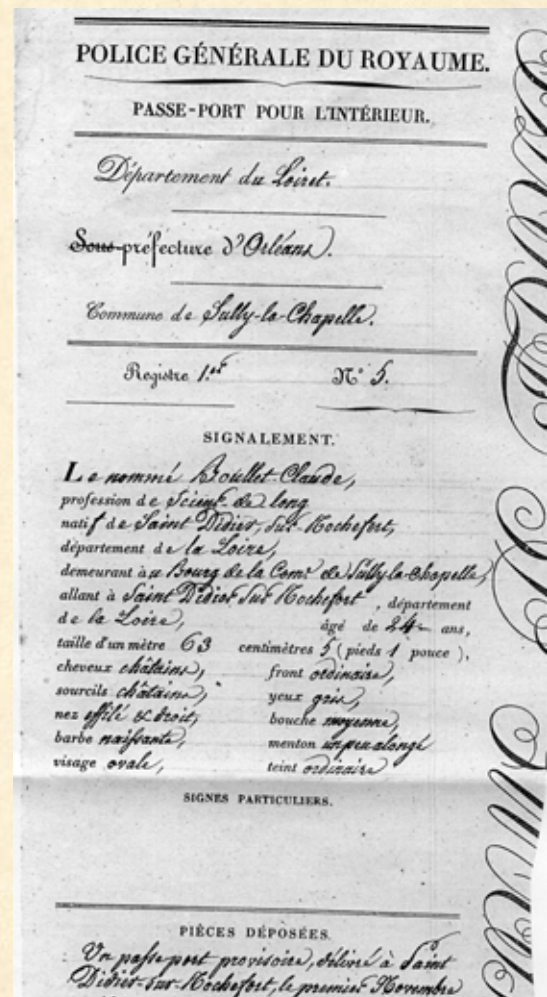 POLICE GÉNÉRALE DU ROYAUME.
PASSE-PORT POUR L'INTÉRIEUR.
Département du Loiret.
Sous-préfecture d'Orléans.
Commune de Sully-la-Chapelle.
Registre 1.er N° 5.
SIGNALEMENT.
Le nommé Boullet Claude,
profession de Scieur de long
natif de Saint Didier, sur Rochefort,
département de la Loire,
demeurant au Bourg de la Com.e de Sully la Chapelle,
allant à Saint Didier Sur Rochefort, département
de la Loire, âgé de 24 ans,
taille d'un mètre 63 centimètres 5 (pieds 1 pouce),
cheveux châtains, front ordinaire,
sourcils châtains, yeux gris,
nez effilé & droit, bouche moyenne,
barbe naissante, menton un peu alongé
visage ovale, teint ordinaire
SIGNES PARTICULIERS.
PIÈCES DÉPOSÉES.
Un passeport provisoire, délivré à Saint
Didier-sur-Rochefort, le premier Novembre